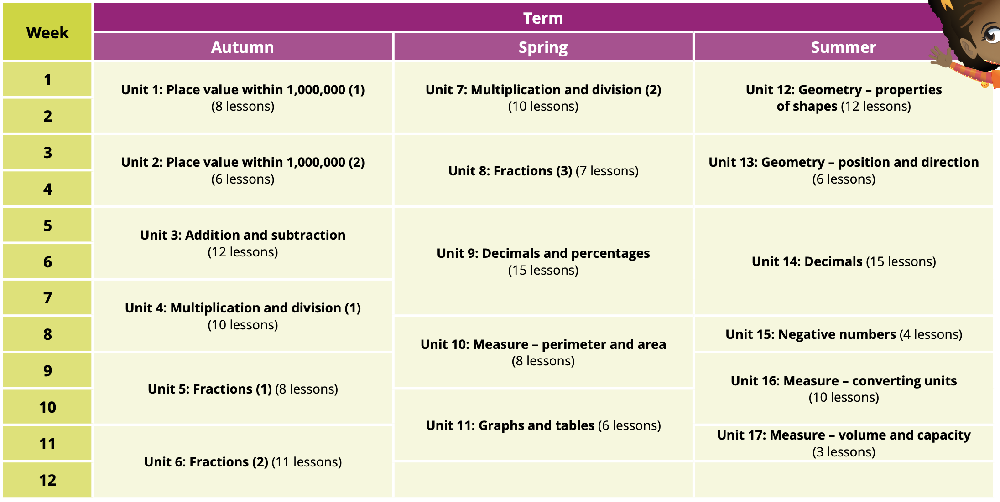 Week
Term
Autumn
Spring
Summer
1
2
3
4
5
6
7
8
9
10
11
12
Unit 1: Place value within 1,000,000 (1)
(8 lessons)
Unit 2: Place value within 1,000,000 (2)
(6 lessons)
Unit 3: Addition and subtraction
(12 lessons)
Unit 4: Multiplication and division (1)
(10 lessons)
Unit 5: Fractions (1) (8 lessons)
Unit 6: Fractions (2) (11 lessons)
Unit 7: Multiplication and division (2)
(10 lessons)
Unit 8: Fractions (3) (7 lessons)
Unit 9: Decimals and percentages
(15 lessons)
Unit 10: Measure – perimeter and area
(8 lessons)
Unit 11: Graphs and tables (6 lessons)
Unit 12: Geometry – properties
of shapes (12 lessons)
Unit 13: Geometry – position and direction
(6 lessons)
Unit 14: Decimals (15 lessons)
Unit 15: Negative numbers (4 lessons)
Unit 16: Measure – converting units
(10 lessons)
Unit 17: Measure – volume and capacity
(3 lessons)